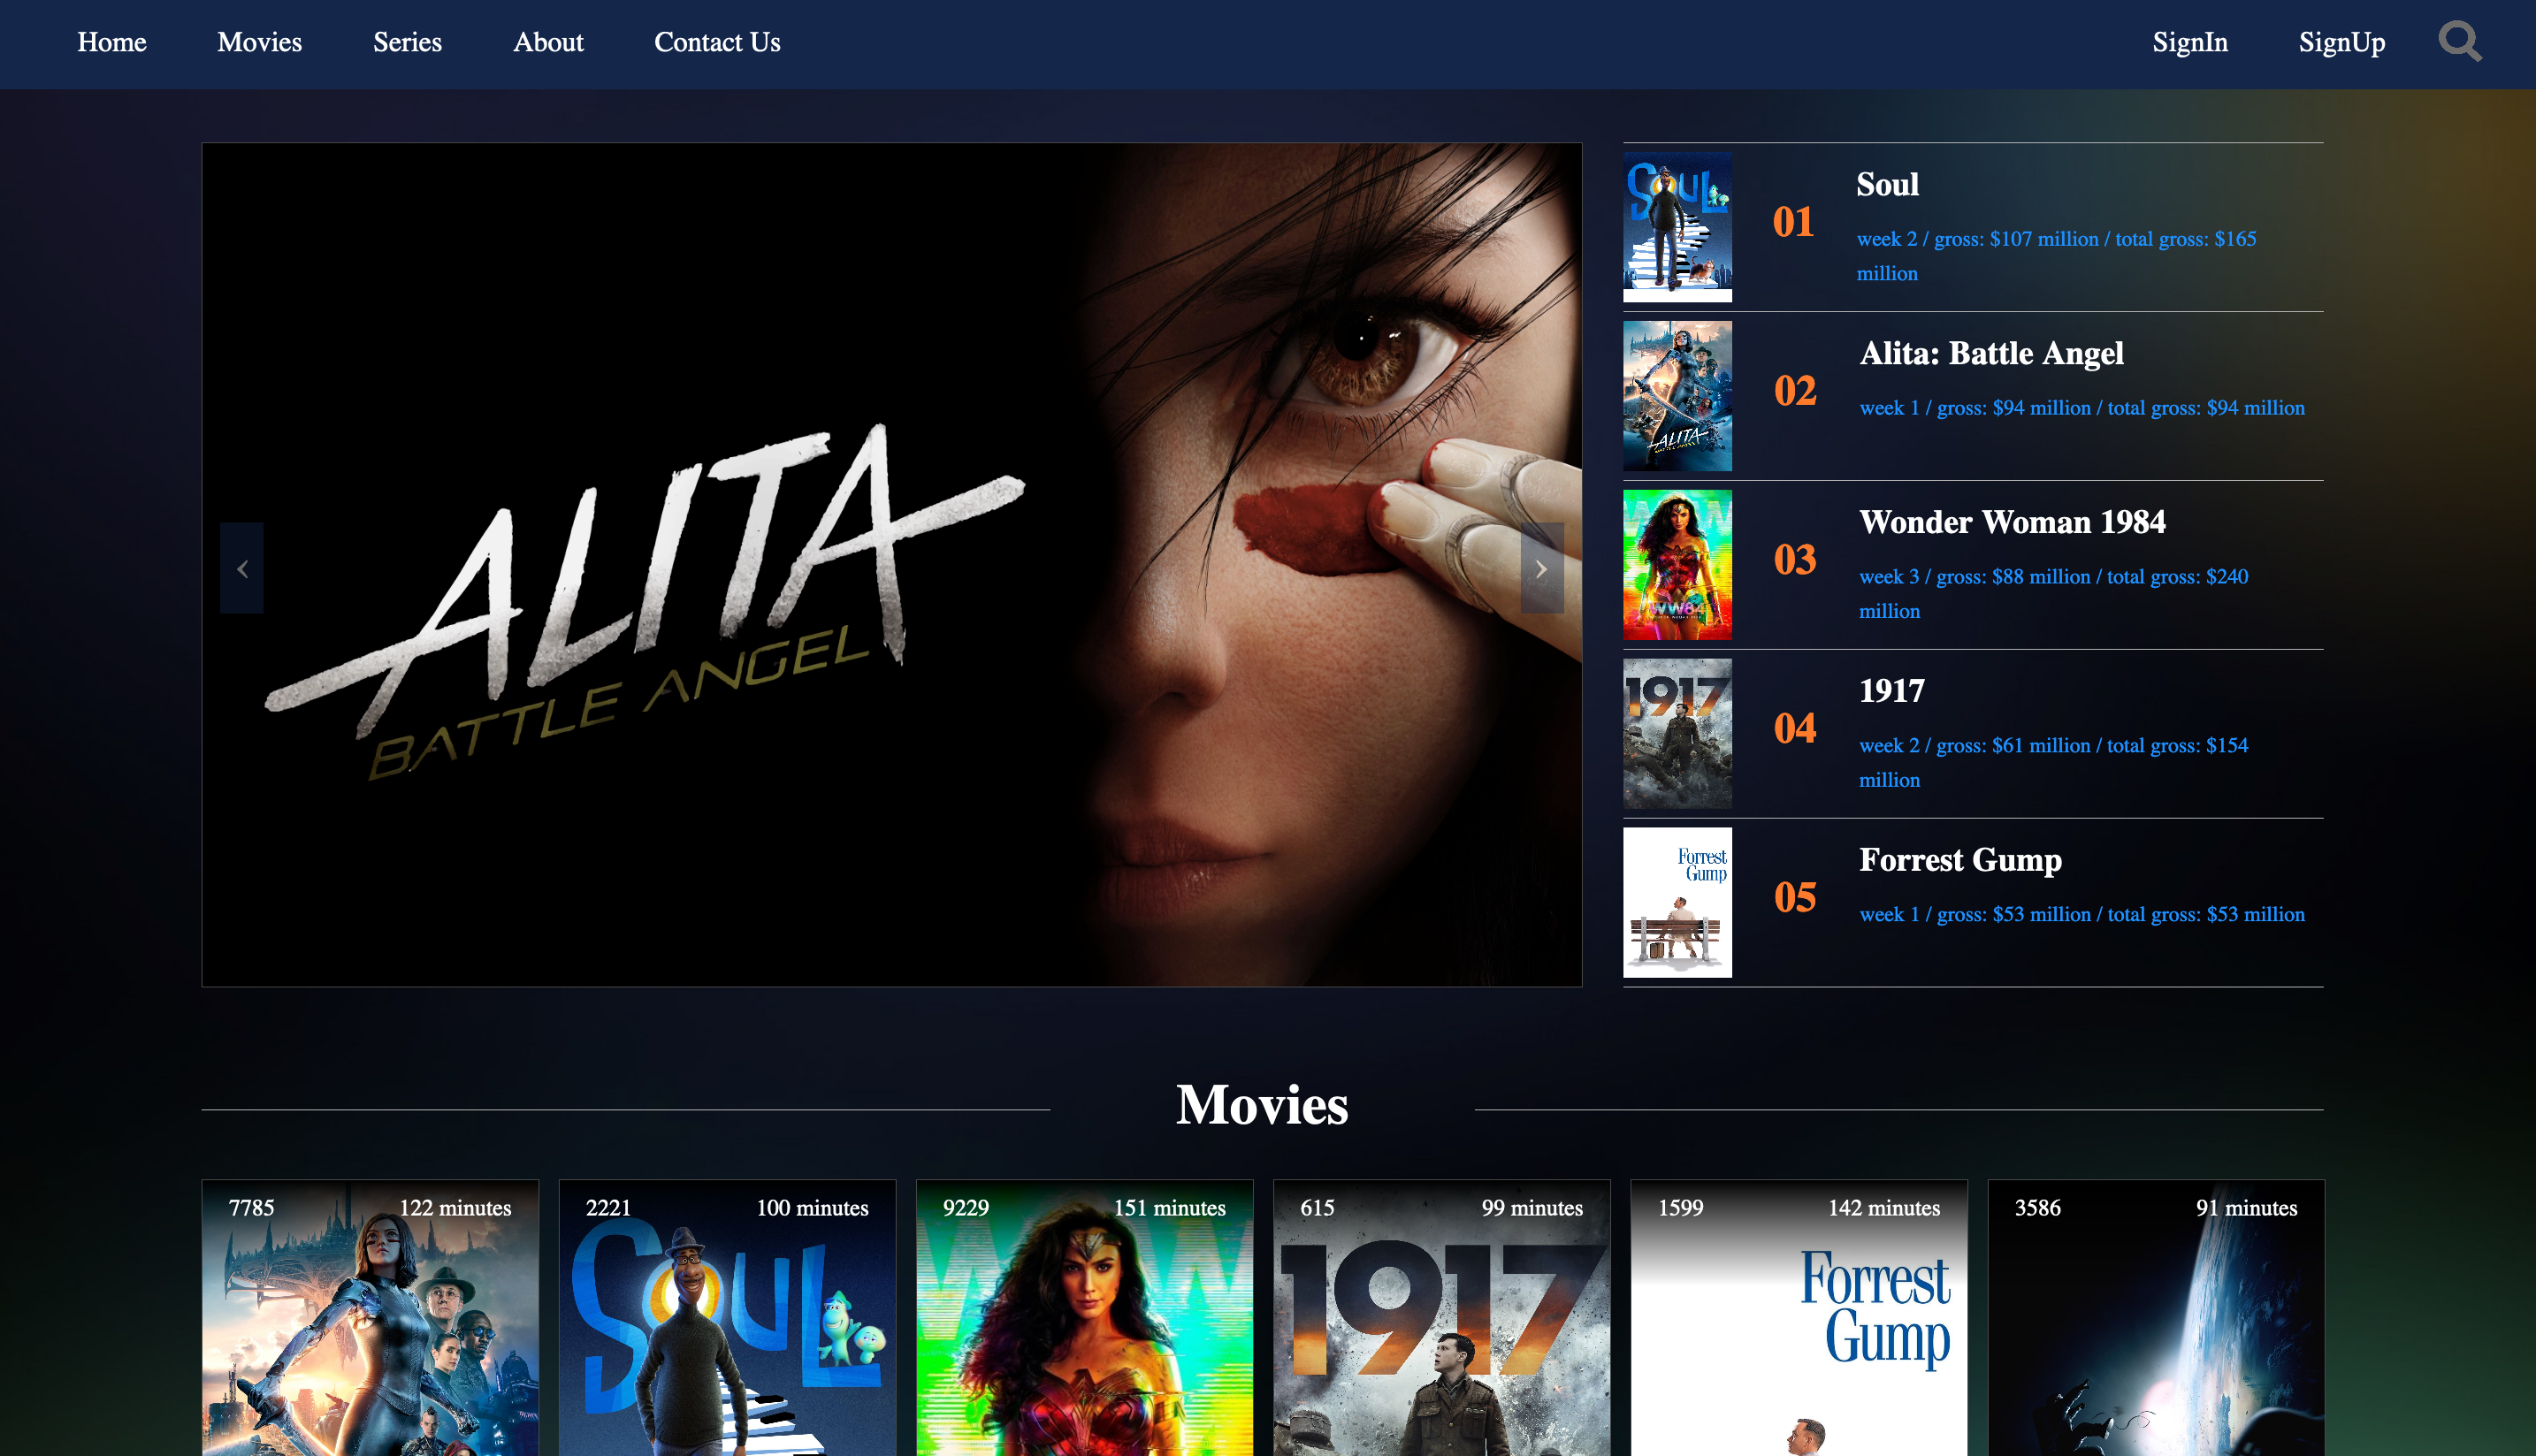 Home Movies Series About Contact Us SignIn SignUp
ALITA
BATTLE ANGEL
‹
›
SOUL
01
Soul
week 2 / gross: $107 million / total gross: $165
million
ALITA
02
Alita: Battle Angel
week 1 / gross: $94 million / total gross: $94 million
WW84
03
Wonder Woman 1984
week 3 / gross: $88 million / total gross: $240
million
1917
04
1917
week 2 / gross: $61 million / total gross: $154
million
Forrest
Gump
05
Forrest Gump
week 1 / gross: $53 million / total gross: $53 million
Movies
7785 122 minutes
2221 100 minutes
SOUL
9229 151 minutes
WW
615 99 minutes
1917
1599 142 minutes
Forrest
Gump
3586 91 minutes